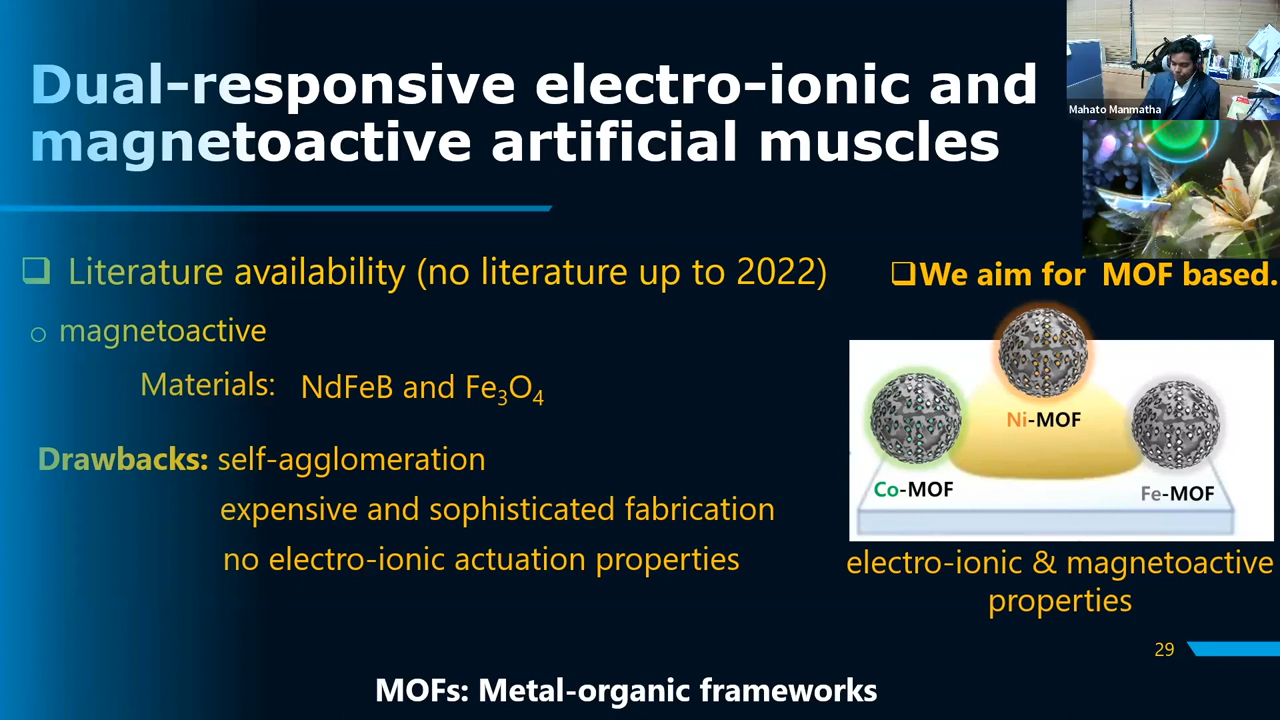 Dual-responsive electro-ionic and
magnetoactive artificial muscles
Mahato Manmatha
❑ Literature availability (no literature up to 2022)
○ magnetoactive
Materials: NdFeB and Fe₃O₄
Drawbacks: self-agglomeration
expensive and sophisticated fabrication
no electro-ionic actuation properties
❑We aim for MOF based.
Ni-MOF
Co-MOF
Fe-MOF
electro-ionic & magnetoactive
properties
29
MOFs: Metal-organic frameworks